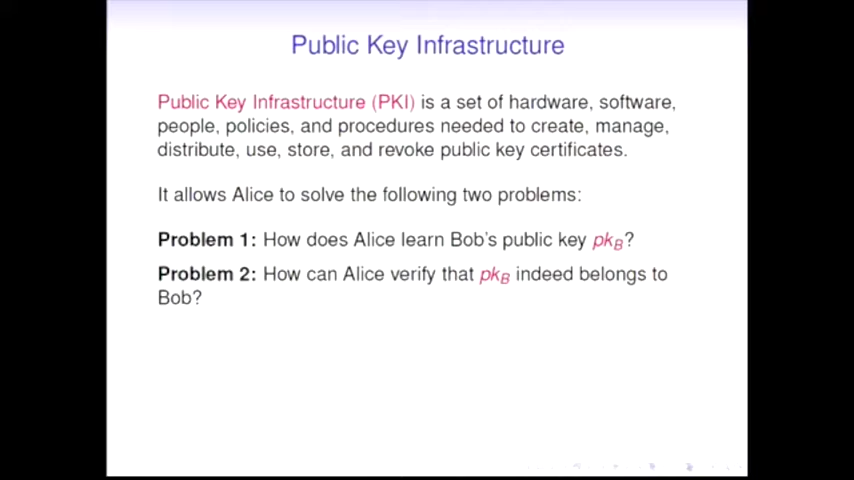 Public Key Infrastructure
Public Key Infrastructure (PKI) is a set of hardware, software,
people, policies, and procedures needed to create, manage,
distribute, use, store, and revoke public key certificates.
It allows Alice to solve the following two problems:
Problem 1: How does Alice learn Bob's public key pkB?
Problem 2: How can Alice verify that pkB indeed belongs to
Bob?